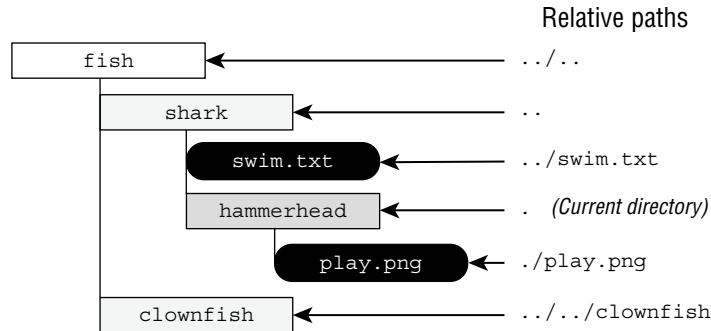 Relative paths
fish ../..
shark ..
swim.txt ../swim.txt
hammerhead . (Current directory)
play.png ./play.png
clownfish ../../clownfish